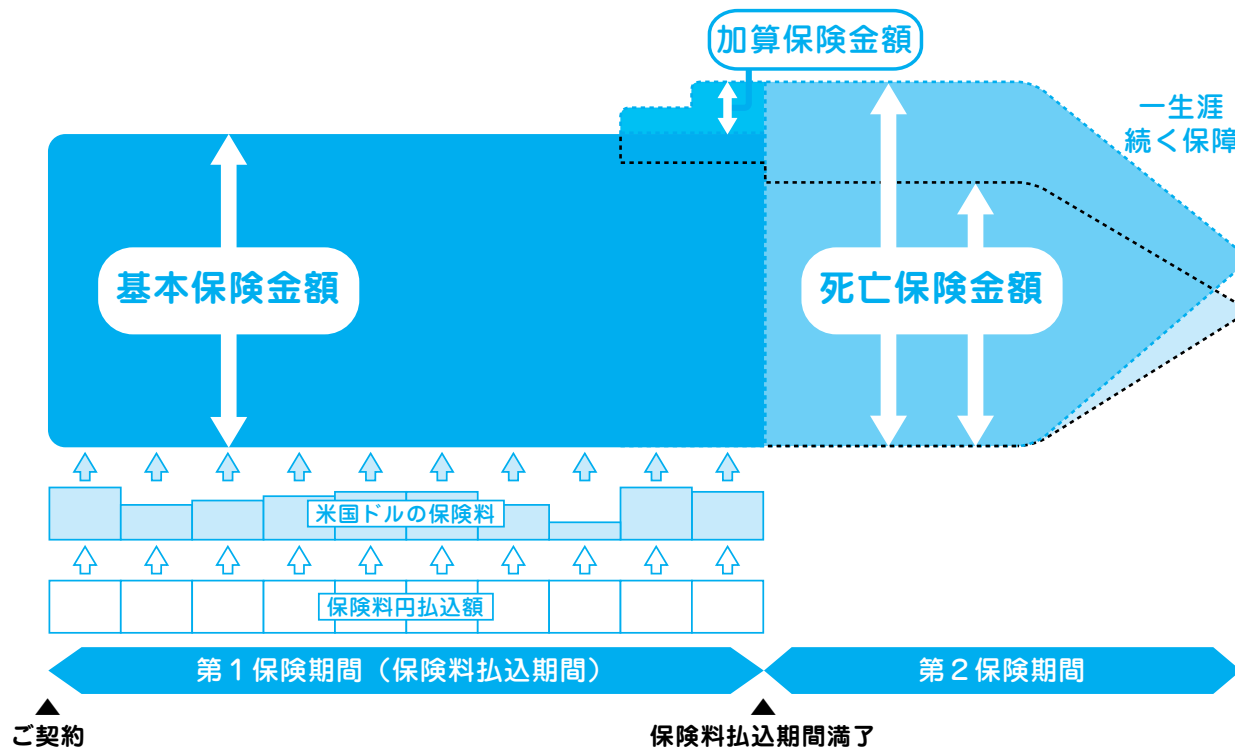 加算保険金額
一生涯
続く保障
基本保険金額
死亡保険金額
米国ドルの保険料
保険料円払込額
第1保険期間（保険料払込期間）
第2保険期間
ご契約
保険料払込期間満了